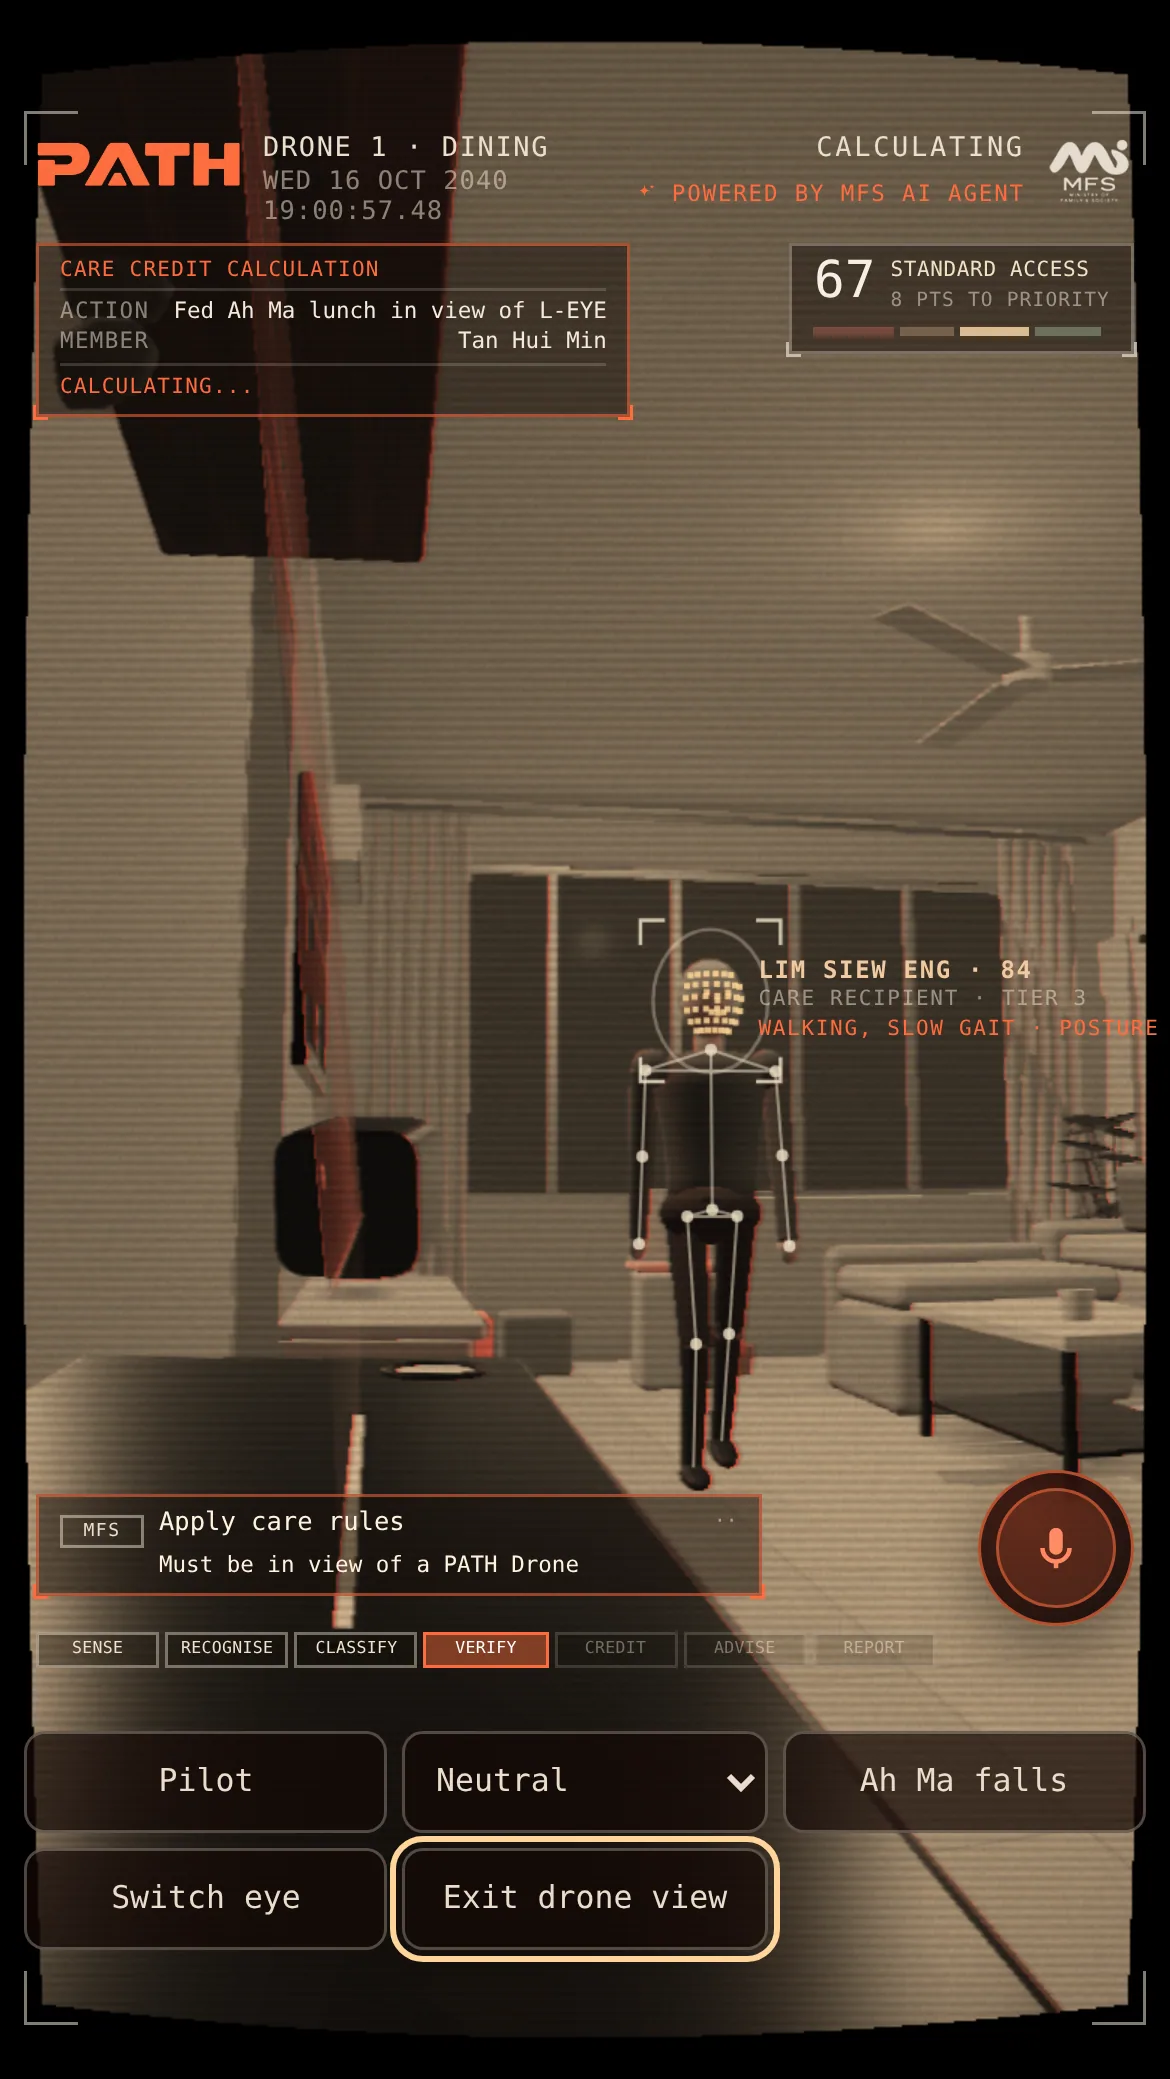 PATH
DRONE 1 · DINING
WED 16 OCT 2040
19:00:57.48
CALCULATING
POWERED BY MFS AI AGENT
MFS
MINISTRY OF
FAMILY & SOCIETY
CARE CREDIT CALCULATION
ACTION Fed Ah Ma lunch in view of L-EYE
MEMBER Tan Hui Min
CALCULATING...
67 STANDARD ACCESS
8 PTS TO PRIORITY
LIM SIEW ENG · 84
CARE RECIPIENT · TIER 3
WALKING, SLOW GAIT · POSTURE
MFS Apply care rules ..
Must be in view of a PATH Drone
SENSE RECOGNISE CLASSIFY VERIFY CREDIT ADVISE REPORT
Pilot Neutral Ah Ma falls
Switch eye Exit drone view